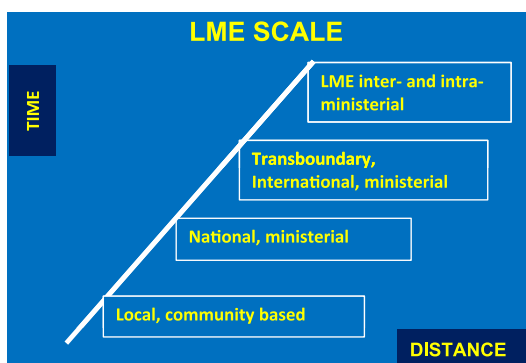 LME SCALE
TIME
LME inter- and intra-
ministerial
Transboundary,
International, ministerial
National, ministerial
Local, community based
DISTANCE